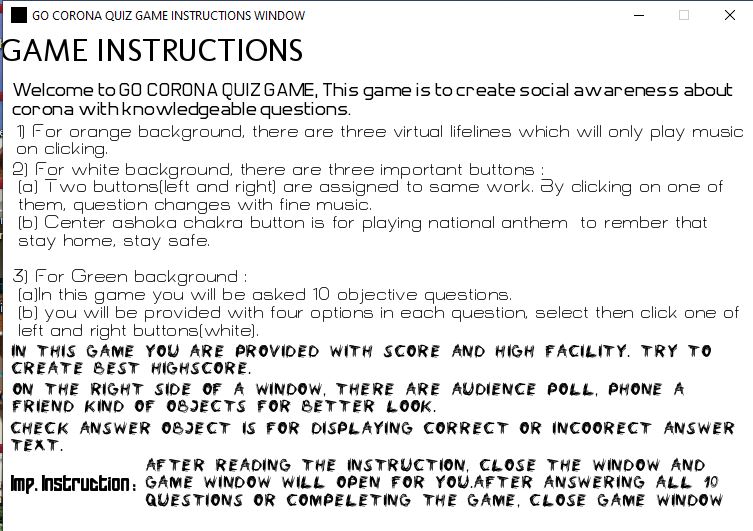 GO CORONA QUIZ GAME INSTRUCTIONS WINDOW
GAME INSTRUCTIONS
Welcome to GO CORONA QUIZ GAME, This game is to create social awareness about
corona with knowledgeable questions.
1) For orange background, there are three virtual lifelines which will only play music
on clicking.
2) For white background, there are three important buttons :
(a) Two buttons(left and right) are assigned to same work. By clicking on one of
them, question changes with fine music.
(b) Center ashoka chakra button is for playing national anthem to rember that
stay home, stay safe.
3) For Green background :
(a)In this game you will be asked 10 objective questions.
(b) you will be provided with four options in each question, select then click one of
left and right buttons(white).
IN THIS GAME YOU ARE PROVIDED WITH SCORE AND HIGH FACILITY. TRY TO
CREATE BEST HIGHSCORE.
ON THE RIGHT SIDE OF A WINDOW, THERE ARE AUDIENCE POLL, PHONE A
FRIEND KIND OF OBJECTS FOR BETTER LOOK.
CHECK ANSWER OBJECT IS FOR DISPLAYING CORRECT OR INCOORECT ANSWER
TEXT.
Imp. Instruction : AFTER READING THE INSTRUCTION, CLOSE THE WINDOW AND
GAME WINDOW WILL OPEN FOR YOU.AFTER ANSWERING ALL 10
QUESTIONS OR COMPELETING THE GAME, CLOSE GAME WINDOW